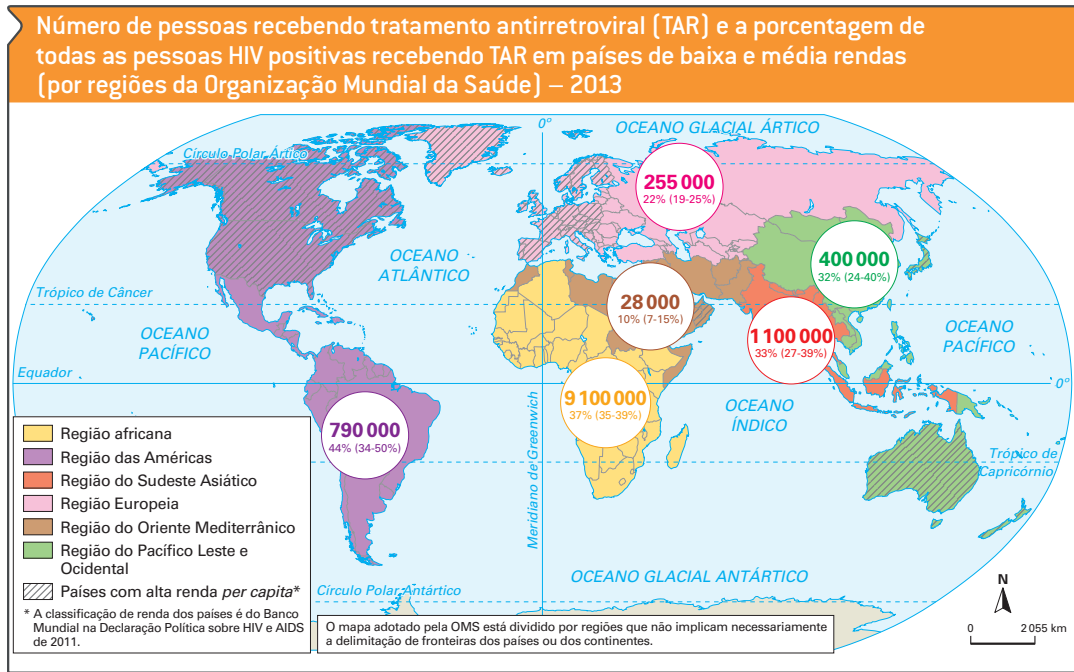 Número de pessoas recebendo tratamento antirretroviral (TAR) e a porcentagem de
todas as pessoas HIV positivas recebendo TAR em países de baixa e média rendas
(por regiões da Organização Mundial da Saúde) – 2013
0°
OCEANO GLACIAL ÁRTICO
Círculo Polar Ártico
255 000
22% (19-25%)
OCEANO
ATLÂNTICO
400 000
32% (24-40%)
Trópico de Câncer
28 000
10% (7-15%)
OCEANO
PACÍFICO
1 100 000
33% (27-39%)
OCEANO
PACÍFICO
Equador
0°
9 100 000
37% (35-39%)
OCEANO
ÍNDICO
790 000
44% (34-50%)
Meridiano de Greenwich
Trópico de
Capricórnio
Região africana
Região das Américas
Região do Sudeste Asiático
Região Europeia
Região do Oriente Mediterrânico
Região do Pacífico Leste e
Ocidental
Países com alta renda per capita*
* A classificação de renda dos países é do Banco
Mundial na Declaração Política sobre HIV e AIDS
de 2011.
Círculo Polar Antártico
OCEANO GLACIAL ANTÁRTICO
O mapa adotado pela OMS está dividido por regiões que não implicam necessariamente
a delimitação de fronteiras dos países ou dos continentes.
N
0 2 055 km